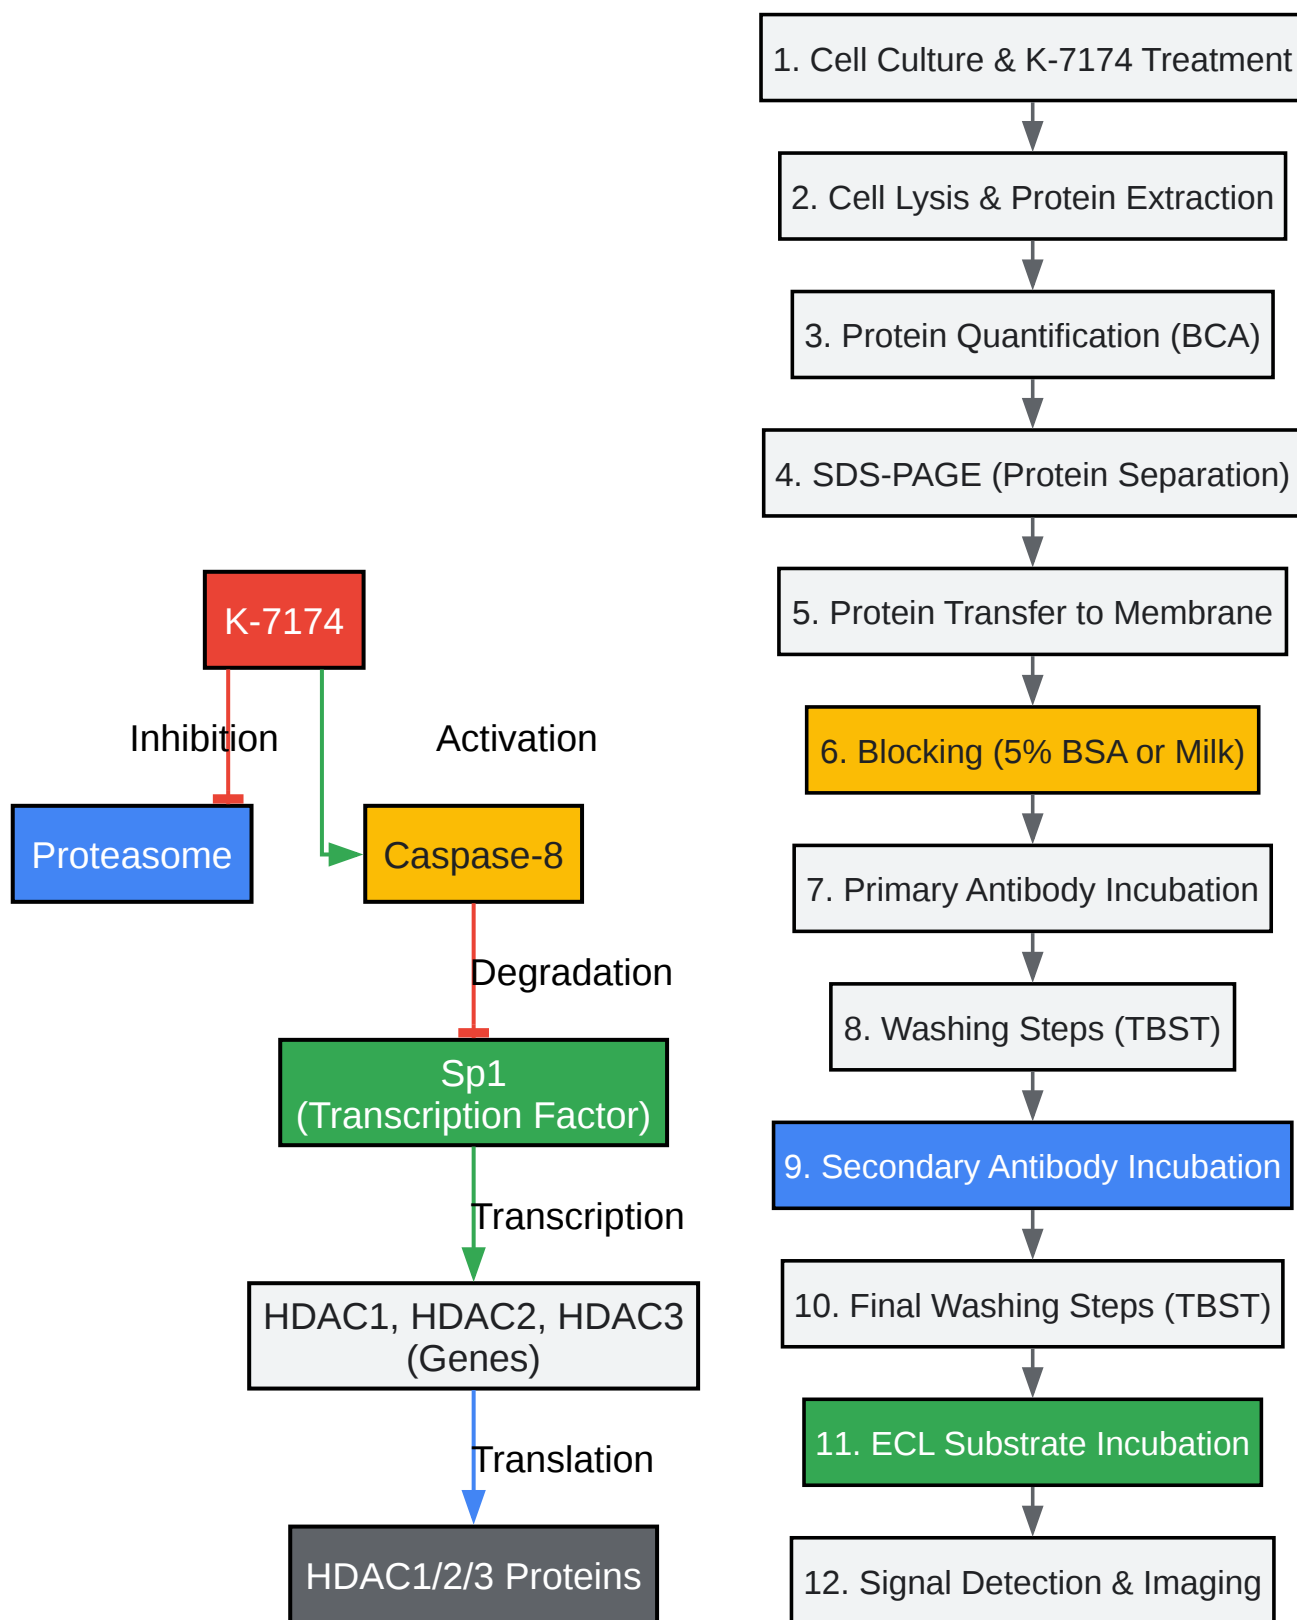 K-7174
Inhibition
Activation
Proteasome
Caspase-8
Degradation
Sp1
(Transcription Factor)
Transcription
HDAC1, HDAC2, HDAC3
(Genes)
Translation
HDAC1/2/3 Proteins
1. Cell Culture & K-7174 Treatment
2. Cell Lysis & Protein Extraction
3. Protein Quantification (BCA)
4. SDS-PAGE (Protein Separation)
5. Protein Transfer to Membrane
6. Blocking (5% BSA or Milk)
7. Primary Antibody Incubation
8. Washing Steps (TBST)
9. Secondary Antibody Incubation
10. Final Washing Steps (TBST)
11. ECL Substrate Incubation
12. Signal Detection & Imaging